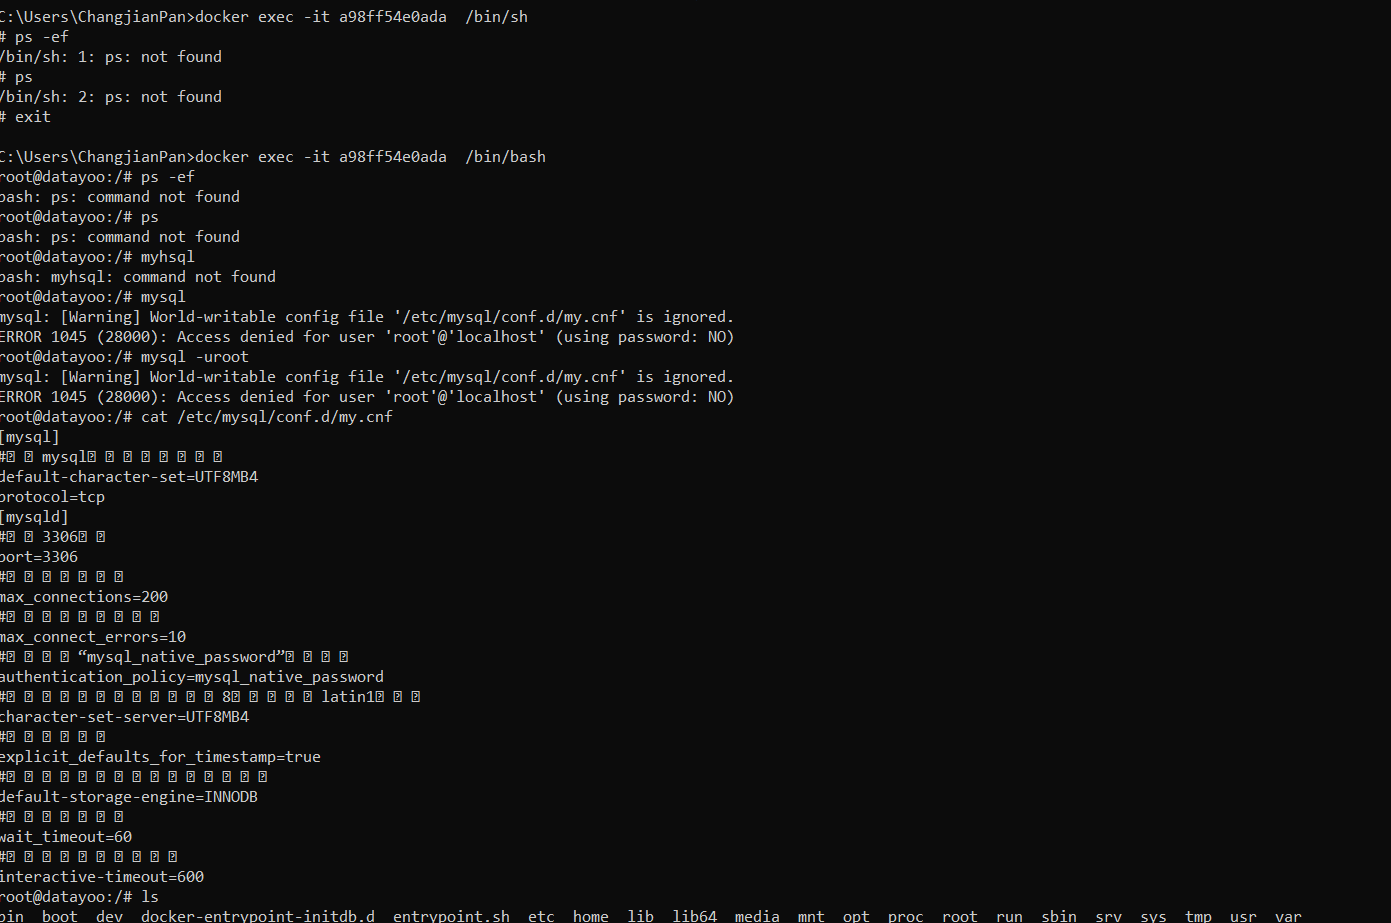 C:\Users\ChangjianPan>docker exec -it a98ff54e0ada  /bin/sh
# ps -ef
/bin/sh: 1: ps: not found
# ps
/bin/sh: 2: ps: not found
# exit
C:\Users\ChangjianPan>docker exec -it a98ff54e0ada  /bin/bash
root@datayoo:/# ps -ef
bash: ps: command not found
root@datayoo:/# ps
bash: ps: command not found
root@datayoo:/# myhsql
bash: myhsql: command not found
root@datayoo:/# mysql
mysql: [Warning] World-writable config file '/etc/mysql/conf.d/my.cnf' is ignored.
ERROR 1045 (28000): Access denied for user 'root'@'localhost' (using password: NO)
root@datayoo:/# mysql -uroot
mysql: [Warning] World-writable config file '/etc/mysql/conf.d/my.cnf' is ignored.
ERROR 1045 (28000): Access denied for user 'root'@'localhost' (using password: NO)
root@datayoo:/# cat /etc/mysql/conf.d/my.cnf
[mysql]
# mysql
default-character-set=UTF8MB4
protocol=tcp
[mysqld]
# 3306
port=3306
#
max_connections=200
#
max_connect_errors=10
# “mysql_native_password”
authentication_policy=mysql_native_password
# 8 latin1
character-set-server=UTF8MB4
#
explicit_defaults_for_timestamp=true
#
default-storage-engine=INNODB
#
wait_timeout=60
#
interactive-timeout=600
root@datayoo:/# ls
bin  boot  dev  docker-entrypoint-initdb.d  entrypoint.sh  etc  home  lib  lib64  media  mnt  opt  proc  root  run  sbin  srv  sys  tmp  usr  var